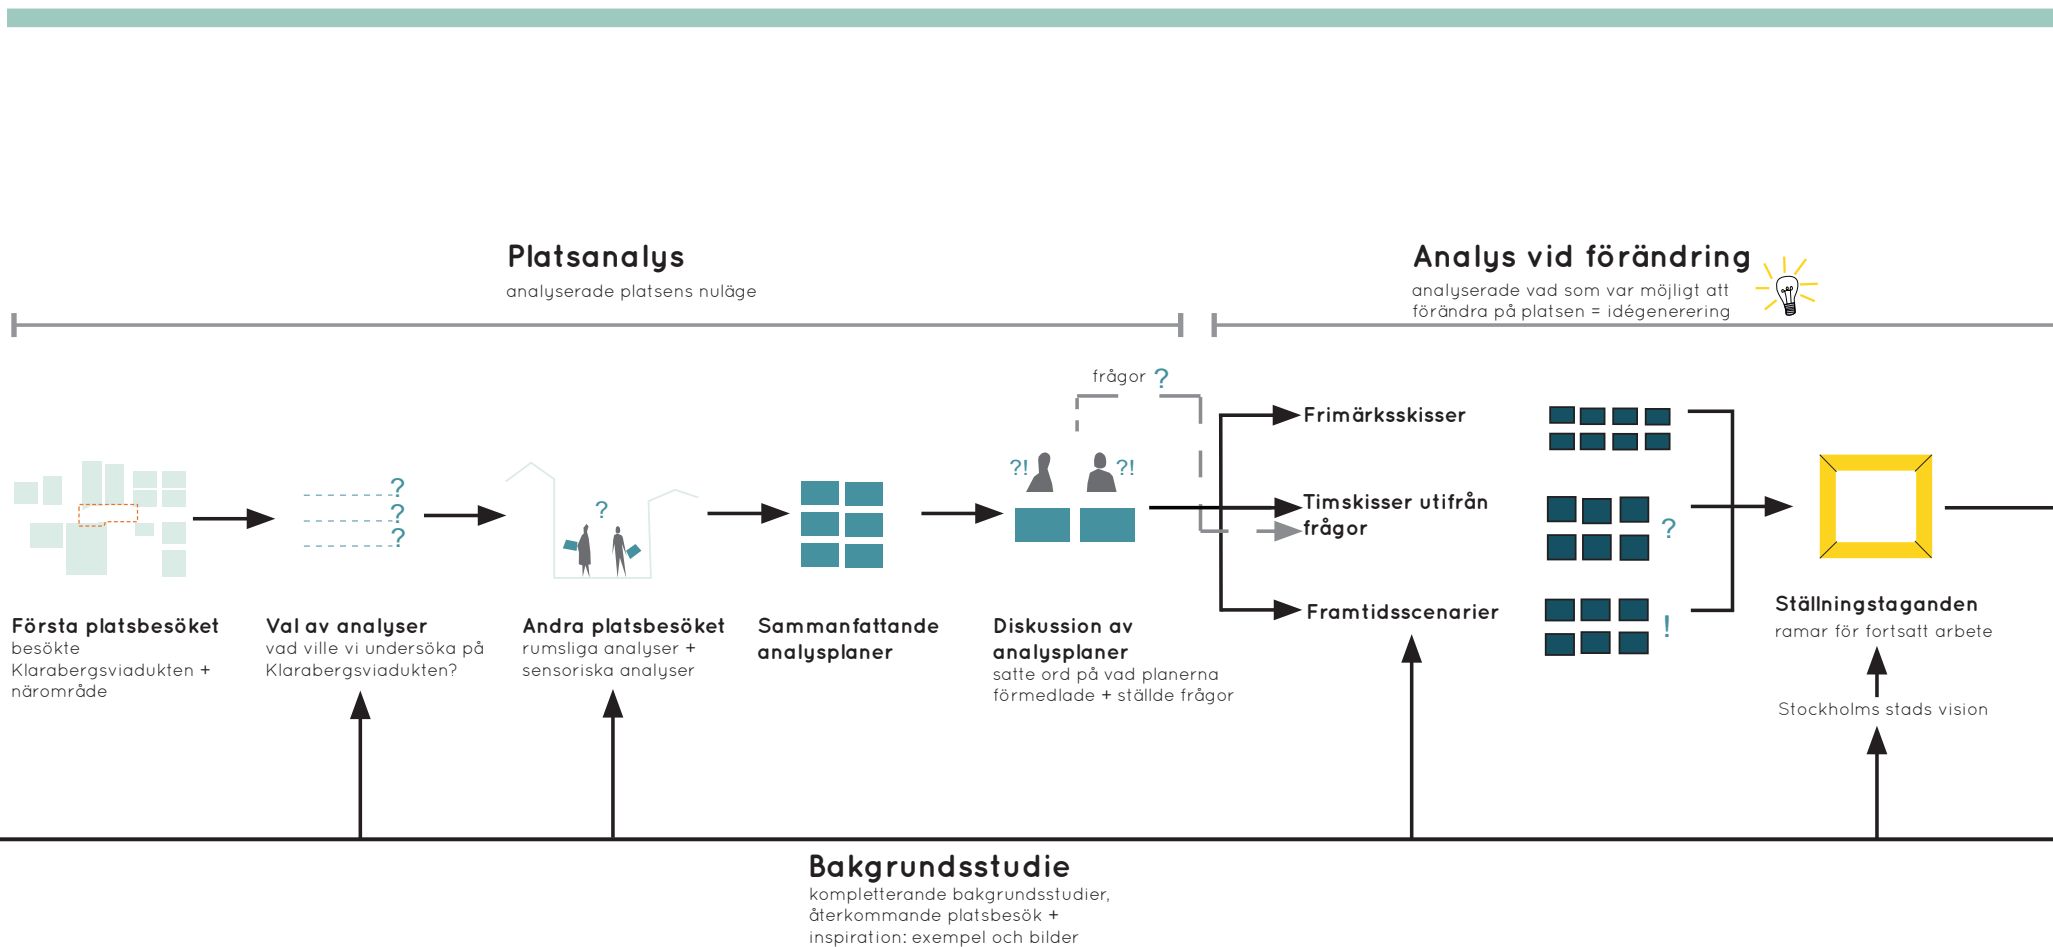 Platsanalys
analyserade platsens nuläge
Analys vid förändring
analyserade vad som var möjligt att
förändra på platsen = idégenerering
frågor ?
?! ?!
?
?
?
?
Första platsbesöket
besökte
Klarabergsviadukten +
närområde
Val av analyser
vad ville vi undersöka på
Klarabergsviadukten?
Andra platsbesöket
rumsliga analyser +
sensoriska analyser
Sammanfattande
analysplaner
Diskussion av
analysplaner
satte ord på vad planerna
förmedlade + ställde frågor
Frimärksskisser
Timskisser utifrån
frågor
?
Framtidsscenarier
!
Ställningstaganden
ramar för fortsatt arbete
Stockholms stads vision
Bakgrundsstudie
kompletterande bakgrundsstudier,
återkommande platsbesök +
inspiration: exempel och bilder